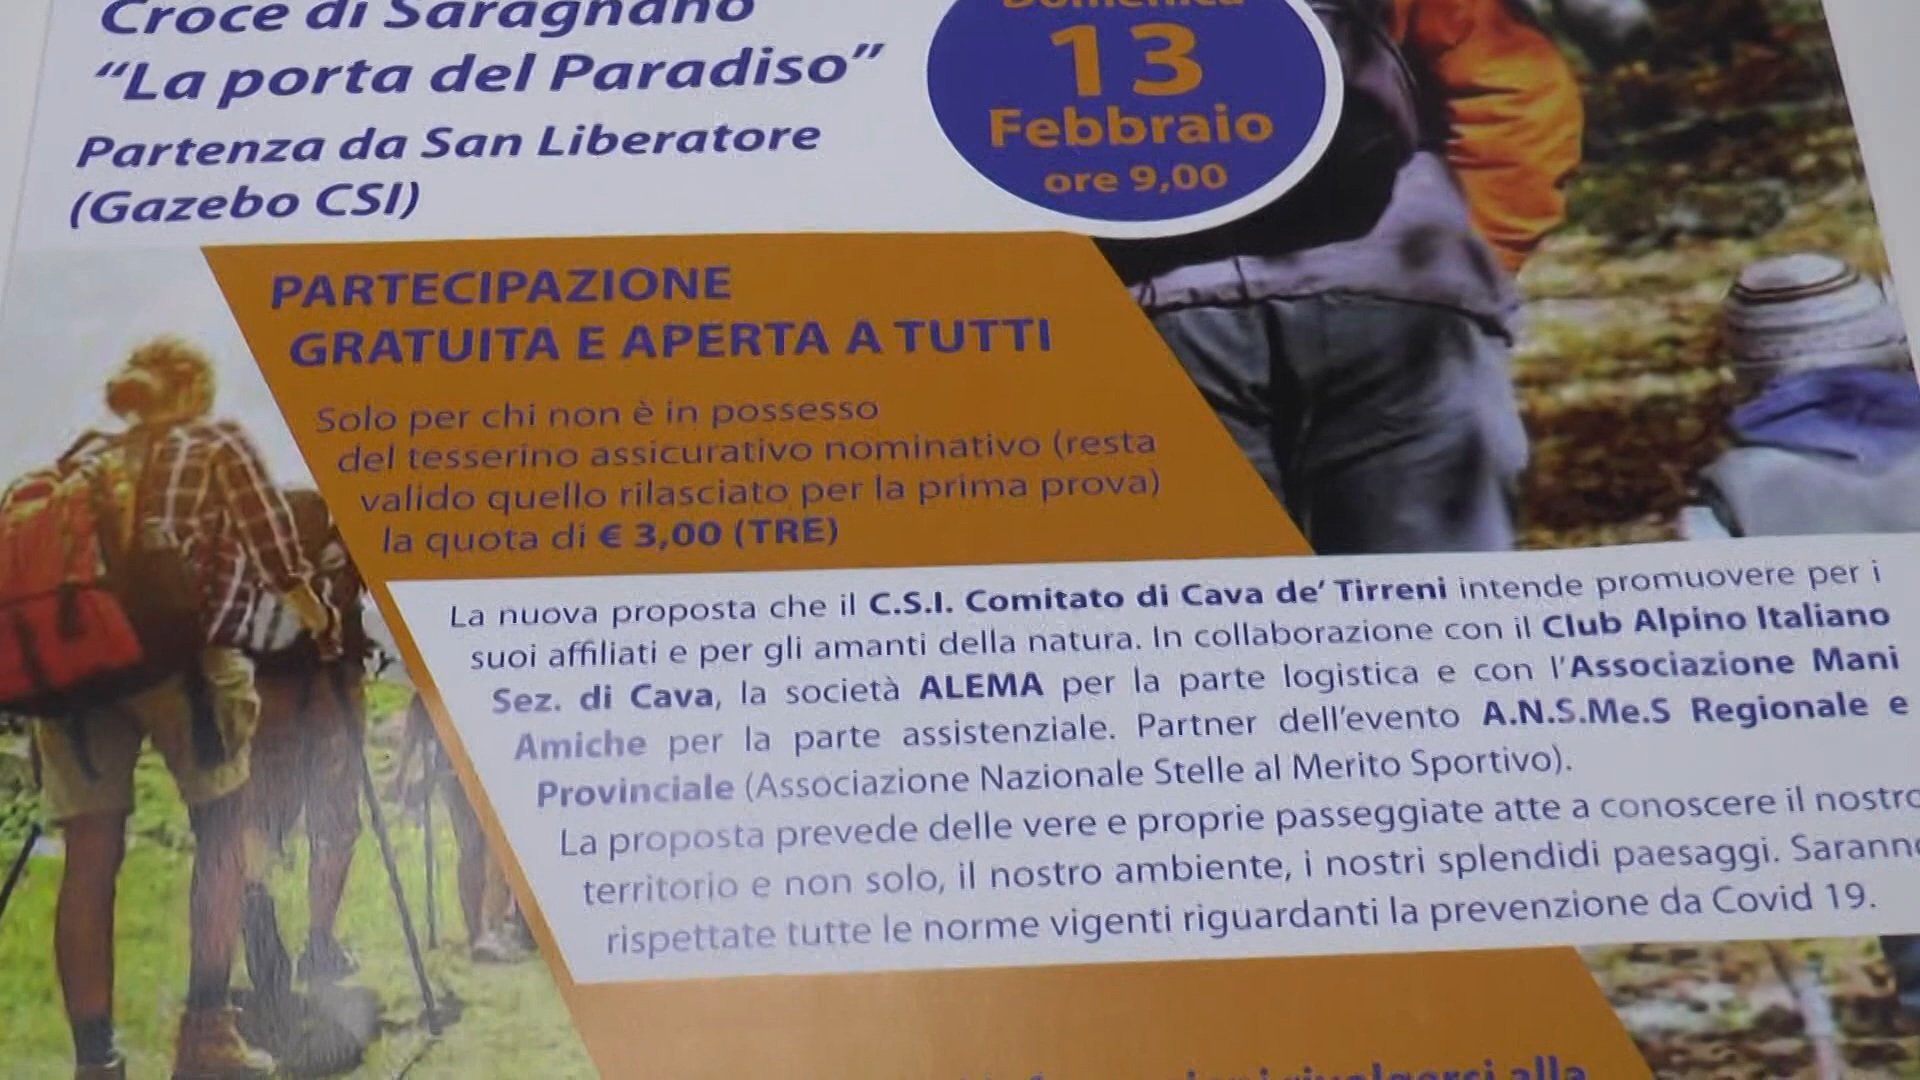 Croce di Saragnano
“La porta del Paradiso”
Partenza da San Liberatore
(Gazebo CSI)
Domenica
13
Febbraio
ore 9,00
PARTECIPAZIONE
GRATUITA E APERTA A TUTTI
Solo per chi non è in possesso
del tesserino assicurativo nominativo (resta
valido quello rilasciato per la prima prova)
la quota di € 3,00 (TRE)
La nuova proposta che il C.S.I. Comitato di Cava de’ Tirreni intende promuovere per i
suoi affiliati e per gli amanti della natura. In collaborazione con il Club Alpino Italiano
Sez. di Cava, la società ALEMA per la parte logistica e con l’Associazione Mani
Amiche per la parte assistenziale. Partner dell’evento A.N.S.Me.S Regionale e
Provinciale (Associazione Nazionale Stelle al Merito Sportivo).
La proposta prevede delle vere e proprie passeggiate atte a conoscere il nostro
territorio e non solo, il nostro ambiente, i nostri splendidi paesaggi. Saranno
rispettate tutte le norme vigenti riguardanti la prevenzione da Covid 19.
rivolgersi alla